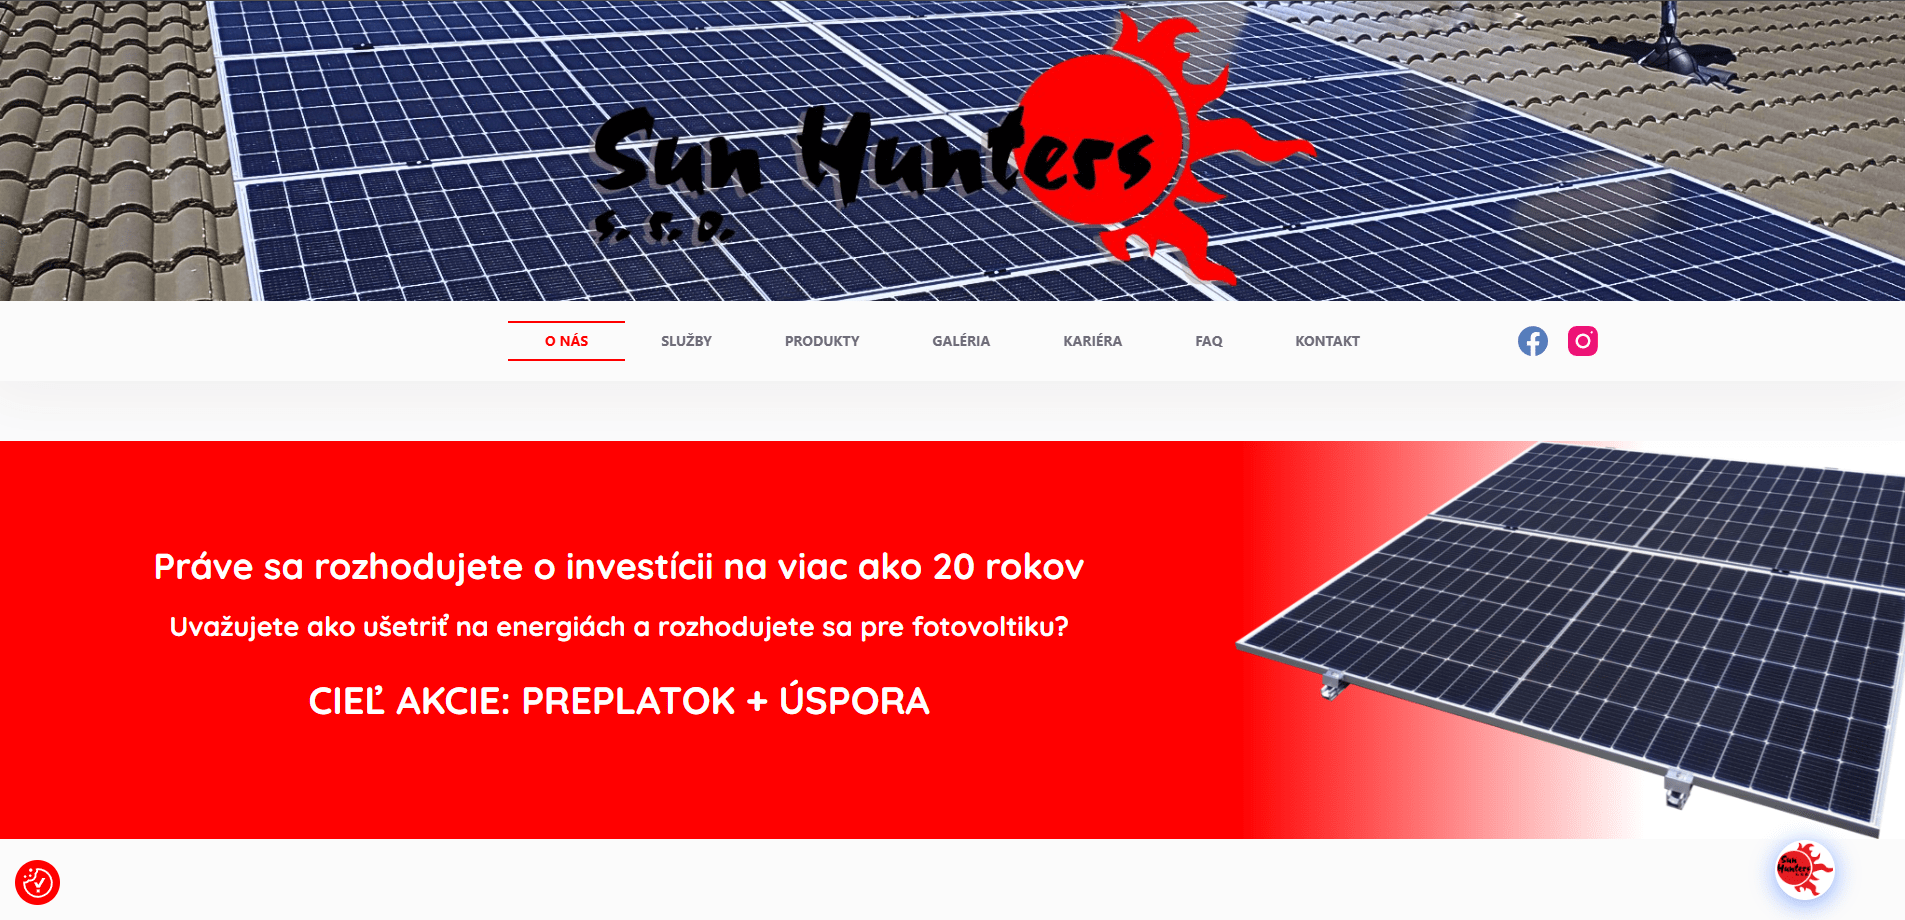 Sun Hunters
s. r. o.
O NÁS
SLUŽBY
PRODUKTY
GALÉRIA
KARIÉRA
FAQ
KONTAKT
Práve sa rozhodujete o investícii na viac ako 20 rokov
Uvažujete ako ušetriť na energiách a rozhodujete sa pre fotovoltiku?
CIEĽ AKCIE: PREPLATOK + ÚSPORA
Sun
Hunters